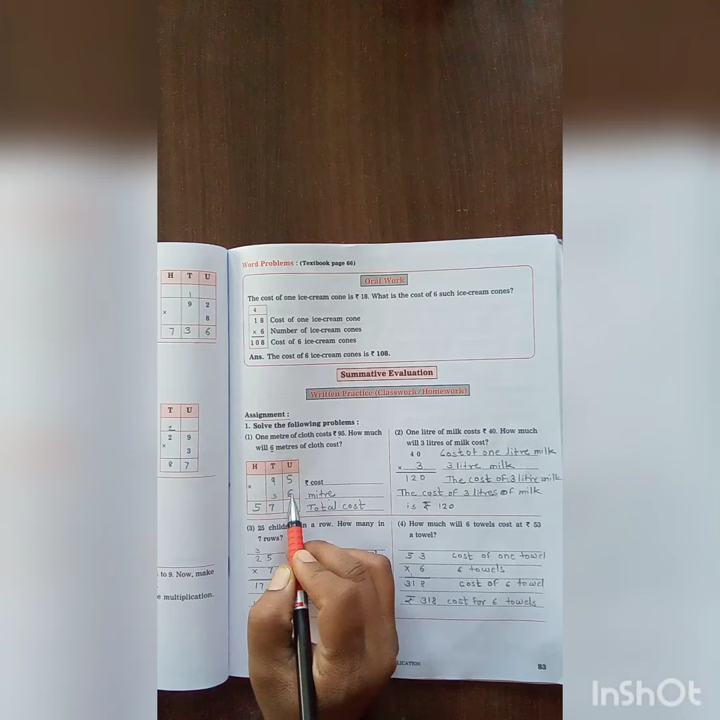 H T U
1
9 2
× 8
7 3 6
T U
2
2 9
× 3
8 7
to 9. Now, make
e multiplication.
Word Problems : (Textbook page 66)
Oral Work
The cost of one ice-cream cone is ₹ 18. What is the cost of 6 such ice-cream cones?
4
18 Cost of one ice-cream cone
× 6 Number of ice-cream cones
108 Cost of 6 ice-cream cones
Ans. The cost of 6 ice-cream cones is ₹ 108.
Summative Evaluation
Written Practice (Classwork / Homework)
Assignment :
1. Solve the following problems :
(1) One metre of cloth costs ₹ 95. How much
will 6 metres of cloth cost?
H T U
9 5 ₹ cost
× 3 6 mitre
5 7 Total cost
(2) One litre of milk costs ₹ 40. How much
will 3 litres of milk cost?
4 0 Cost of one litre milk
× 3 3 litre milk
120 The cost of 3 litre milk
The cost of 3 litres of milk
is ₹ 120
(3) 25 child n a row. How many in
7 rows?
3
2 5
× 7
17
(4) How much will 6 towels cost at ₹ 53
a towel?
5 3 cost of one towel
× 6 6 towels
318 cost of 6 towel
₹ 318 cost for 6 towels
LICATION
83
InShOt